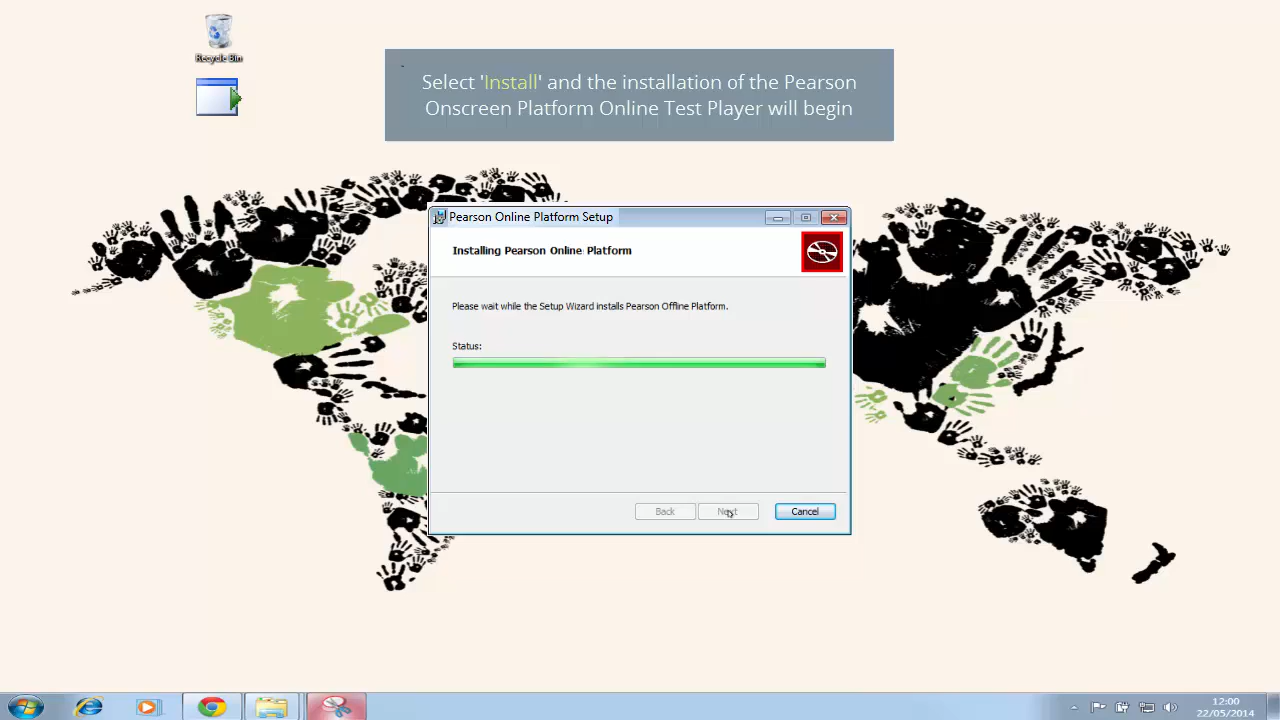 Recycle Bin
Select 'Install' and the installation of the Pearson
Onscreen Platform Online Test Player will begin
Pearson Online Platform Setup
Installing Pearson Online Platform
Please wait while the Setup Wizard installs Pearson Offline Platform.
Status:
Back
Next
Cancel
12:00
22/05/2014